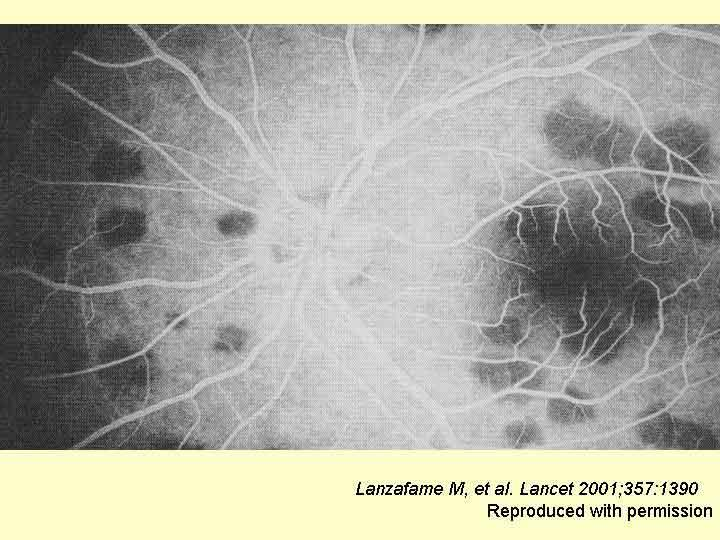 Lanzafame M, et al. Lancet 2001;357:1390
Reproduced with permission